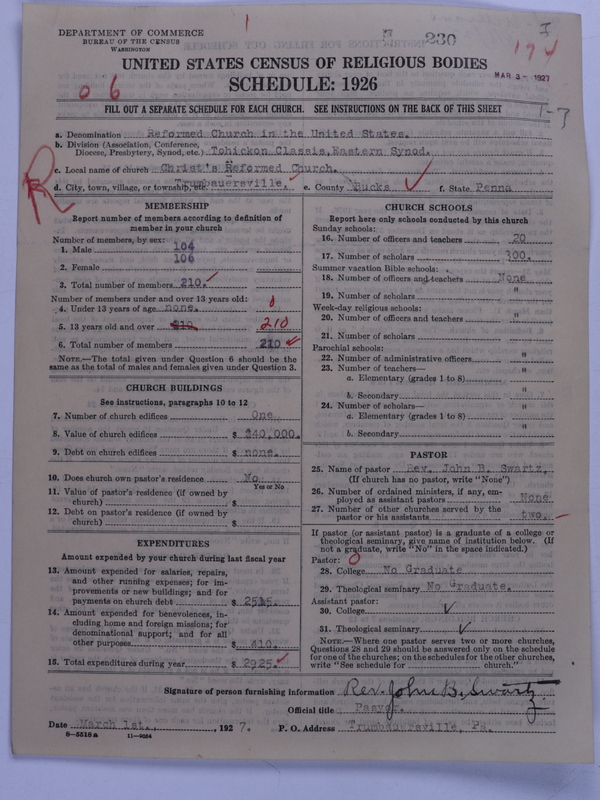 DEPARTMENT OF COMMERCE
BUREAU OF THE CENSUS
WASHINGTON
230
I
174
MAR 3 - 1927
UNITED STATES CENSUS OF RELIGIOUS BODIES
SCHEDULE: 1926
06
FILL OUT A SEPARATE SCHEDULE FOR EACH CHURCH. SEE INSTRUCTIONS ON THE BACK OF THIS SHEET
1-7
a. Denomination Reformed Church in the United States.
b. Division (Association, Conference, Diocese, Presbytery, Synod, etc.) Tohickon Classis, Eastern Synod.
c. Local name of church Christ's Reformed Church.
d. City, town, village, or township, Trumbauersville, e. County Bucks f. State Penna
MEMBERSHIP
Report number of members according to definition of
member in your church
Number of members, by sex:
1. Male 104
2. Female 106
3. Total number of members 210.
Number of members under and over 13 years old:
4. Under 13 years of age none. 0
5. 13 years old and over 210 210
6. Total number of members 210
NOTE.—The total given under Question 6 should be the
same as the total of males and females given under Question 3.
CHURCH BUILDINGS
See instructions, paragraphs 10 to 12
7. Number of church edifices One
8. Value of church edifices $ $40,000.
9. Debt on church edifices $ none.
10. Does church own pastor's residence No
Yes or No
11. Value of pastor's residence (if owned by
church) $
12. Debt on pastor's residence (if owned by
church) $
EXPENDITURES
Amount expended by your church during last fiscal year
13. Amount expended for salaries, repairs,
and other running expenses; for im-
provements or new buildings; and for
payments on church debt $ 2515.
14. Amount expended for benevolences, in-
cluding home and foreign missions; for
denominational support; and for all
other purposes $ 410.
15. Total expenditures during year $ 2925.
CHURCH SCHOOLS
Report here only schools conducted by this church
Sunday schools:
16. Number of officers and teachers 20
17. Number of scholars 300.
Summer vacation Bible schools:
18. Number of officers and teachers None
19. Number of scholars "
Week-day religious schools:
20. Number of officers and teachers "
21. Number of scholars "
Parochial schools:
22. Number of administrative officers "
23. Number of teachers—
a. Elementary (grades 1 to 8) "
b. Secondary "
24. Number of scholars—
a. Elementary (grades 1 to 8) "
b. Secondary "
PASTOR
25. Name of pastor Rev. John B. Swartz.
(If church has no pastor, write "None")
26. Number of ordained ministers, if any, em-
ployed as assistant pastors None
27. Number of other churches served by the
pastor or his assistants two.
If pastor (or assistant pastor) is a graduate of a college or
theological seminary, give name of institution below. (If
not a graduate, write "No" in the space indicated.)
Pastor: 0
28. College No Graduate
29. Theological seminary No Graduate.
Assistant pastor:
30. College
31. Theological seminary
NOTE.—Where one pastor serves two or more churches,
Questions 28 and 29 should be answered only on the schedule
for one of the churches; on the schedules for the other churches,
write "See schedule for church."
Signature of person furnishing information Rev. John B. Swartz
Official title Pastor.
Date March 1st., 1927. P. O. Address Trumbauersville, Pa.
8—5318a 11—9264